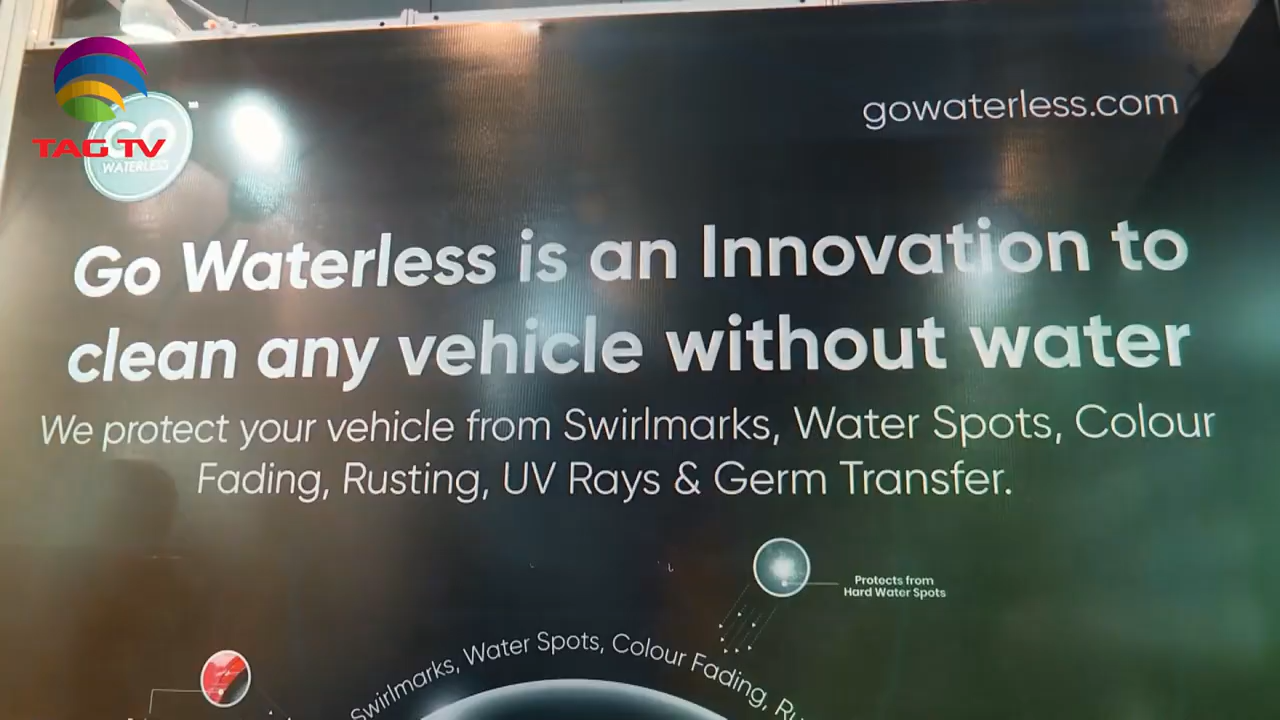 TAG TV
GO
WATERLESS
gowaterless.com
Go Waterless is an Innovation to
clean any vehicle without water
We protect your vehicle from Swirlmarks, Water Spots, Colour
Fading, Rusting, UV Rays & Germ Transfer.
Protects from
Hard Water Spots
Swirlmarks, Water Spots, Colour Fading, Ru